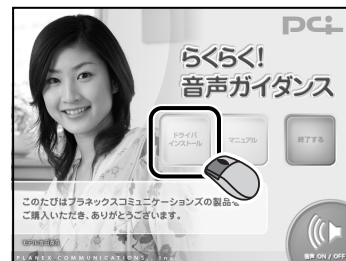 PCi
らくらく!
音声ガイダンス
ドライバ
インストール
マニュアル
終了する
このたびはプラネックスコミュニケーションズの製品を
ご購入いただき、ありがとうございます。
音声 ON / OFF
PLANEX COMMUNICATIONS, Inc.